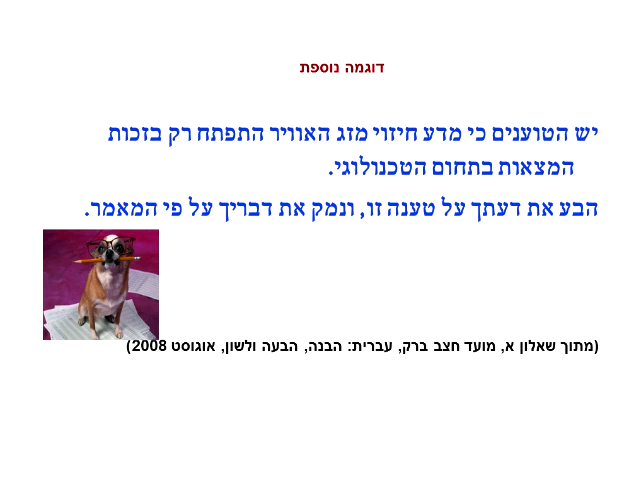 דוגמה נוספת
יש הטוענים כי מדע חיזוי מזג האוויר התפתח רק בזכות
המצאות בתחום הטכנולוגי.
הבע את דעתך על טענה זו, ונמק את דבריך על פי המאמר.
(מתוך שאלון א, מועד חצב ברק, עברית: הבנה, הבעה ולשון, אוגוסט 2008)